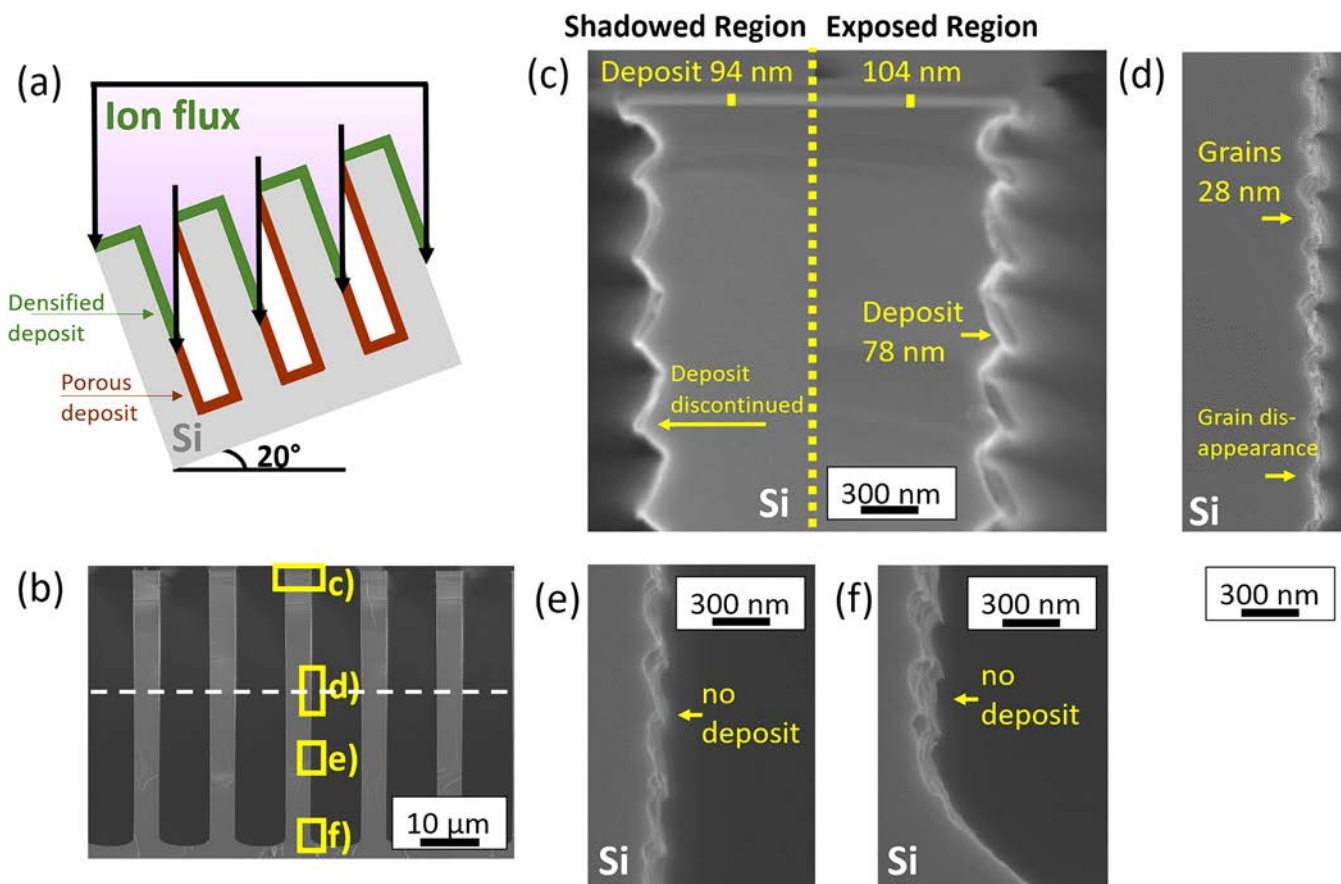 (a)
Ion flux
Densified
deposit
Porous
deposit
Si
20°
(b)
c)
d)
e)
f)
10 µm
Shadowed Region Exposed Region
(c)
Deposit 94 nm
104 nm
Deposit
78 nm
Deposit
discontinued
Si
300 nm
(d)
Grains
28 nm
Grain dis-
appearance
Si
300 nm
(e)
300 nm
no
deposit
Si
(f)
300 nm
no
deposit
Si